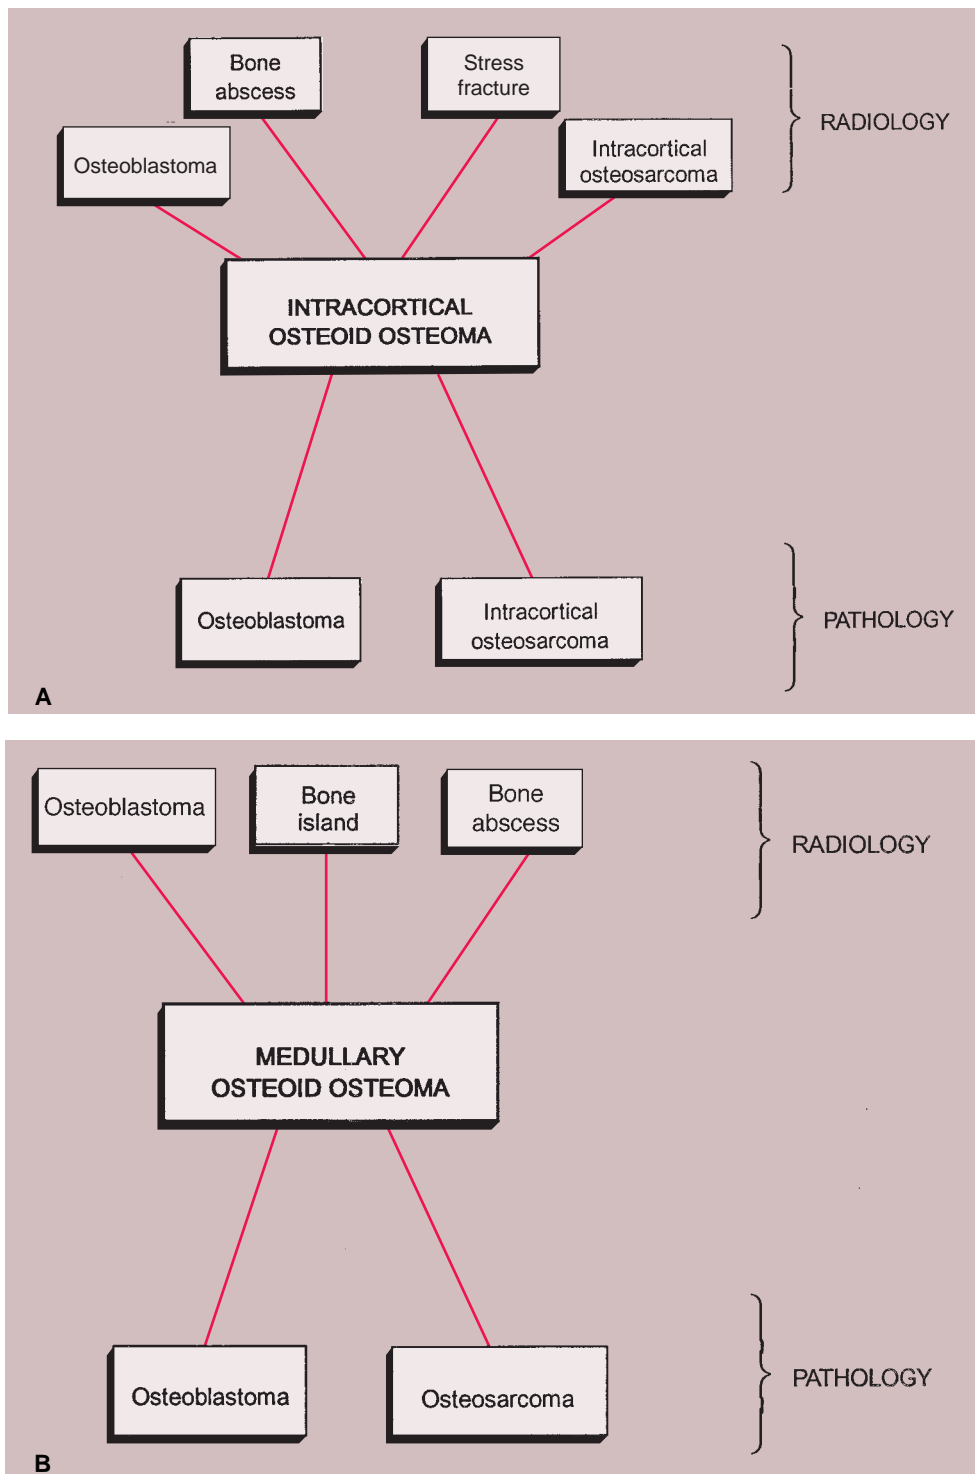 Bone
abscess
Stress
fracture
RADIOLOGY
Osteoblastoma
Intracortical
osteosarcoma
INTRACORTICAL
OSTEOID OSTEOMA
Osteoblastoma
Intracortical
osteosarcoma
PATHOLOGY
A
Osteoblastoma
Bone
island
Bone
abscess
RADIOLOGY
MEDULLARY
OSTEOID OSTEOMA
Osteoblastoma
Osteosarcoma
PATHOLOGY
B